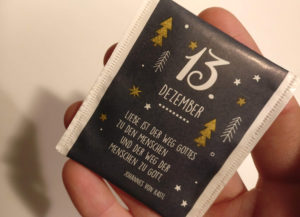 13.
DEZEMBER
LIEBE IST DER WEG GOTTES
ZU DEN MENSCHEN
UND DER WEG DER
MENSCHEN ZU GOTT.
JOHANNES VON KASTL